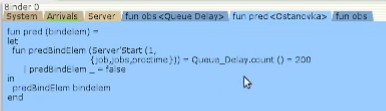 Binder 0
System Arrivals Server fun obs <Queue Delay> fun pred <Ostanovka> fun obs
fun pred (bindelem) =
let
fun predBindElem (Server'Start (1,
{job,jobs,proctime})) = Queue_Delay.count () = 200
| predBindElem _ = false
in
predBindElem bindelem
end